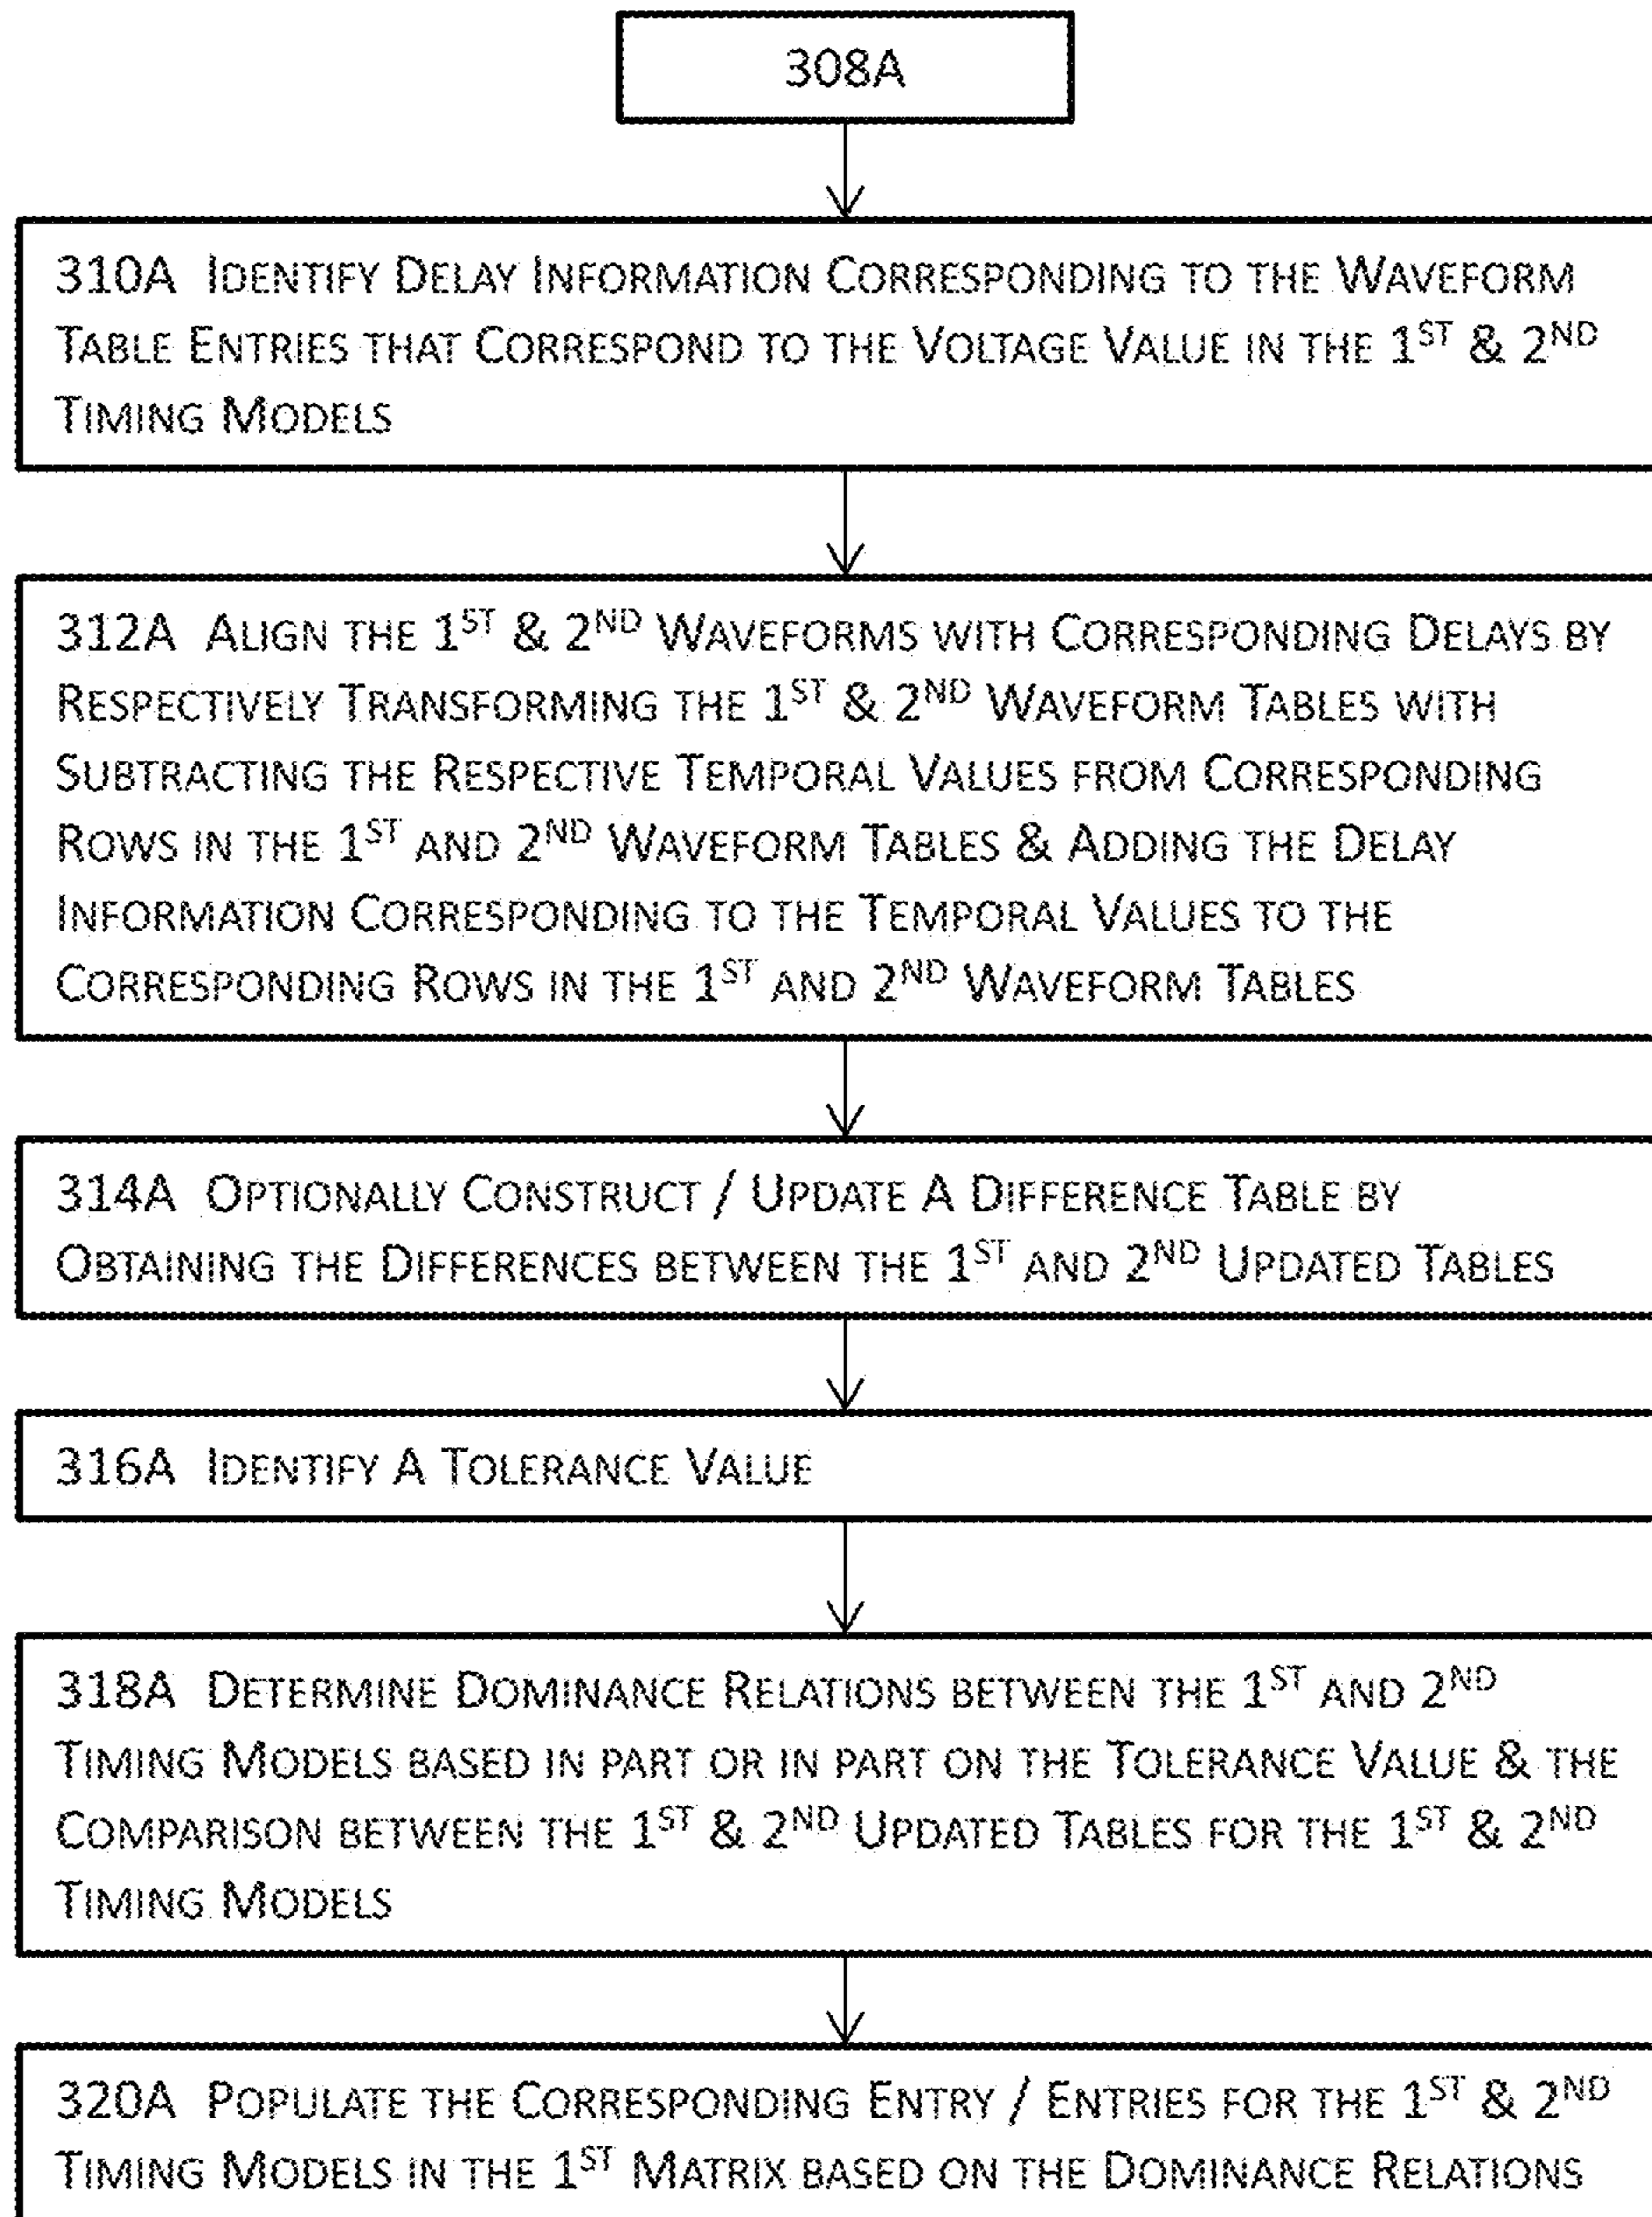 308A
310A IDENTIFY DELAY INFORMATION CORRESPONDING TO THE WAVEFORM
TABLE ENTRIES THAT CORRESPOND TO THE VOLTAGE VALUE IN THE 1ST & 2ND
TIMING MODELS
312A ALIGN THE 1ST & 2ND WAVEFORMS WITH CORRESPONDING DELAYS BY
RESPECTIVELY TRANSFORMING THE 1ST & 2ND WAVEFORM TABLES WITH
SUBTRACTING THE RESPECTIVE TEMPORAL VALUES FROM CORRESPONDING
ROWS IN THE 1ST AND 2ND WAVEFORM TABLES & ADDING THE DELAY
INFORMATION CORRESPONDING TO THE TEMPORAL VALUES TO THE
CORRESPONDING ROWS IN THE 1ST AND 2ND WAVEFORM TABLES
314A OPTIONALLY CONSTRUCT / UPDATE A DIFFERENCE TABLE BY
OBTAINING THE DIFFERENCES BETWEEN THE 1ST AND 2ND UPDATED TABLES
316A IDENTIFY A TOLERANCE VALUE
318A DETERMINE DOMINANCE RELATIONS BETWEEN THE 1ST AND 2ND
TIMING MODELS BASED IN PART OR IN PART ON THE TOLERANCE VALUE & THE
COMPARISON BETWEEN THE 1ST & 2ND UPDATED TABLES FOR THE 1ST & 2ND
TIMING MODELS
320A POPULATE THE CORRESPONDING ENTRY / ENTRIES FOR THE 1ST & 2ND
TIMING MODELS IN THE 1ST MATRIX BASED ON THE DOMINANCE RELATIONS